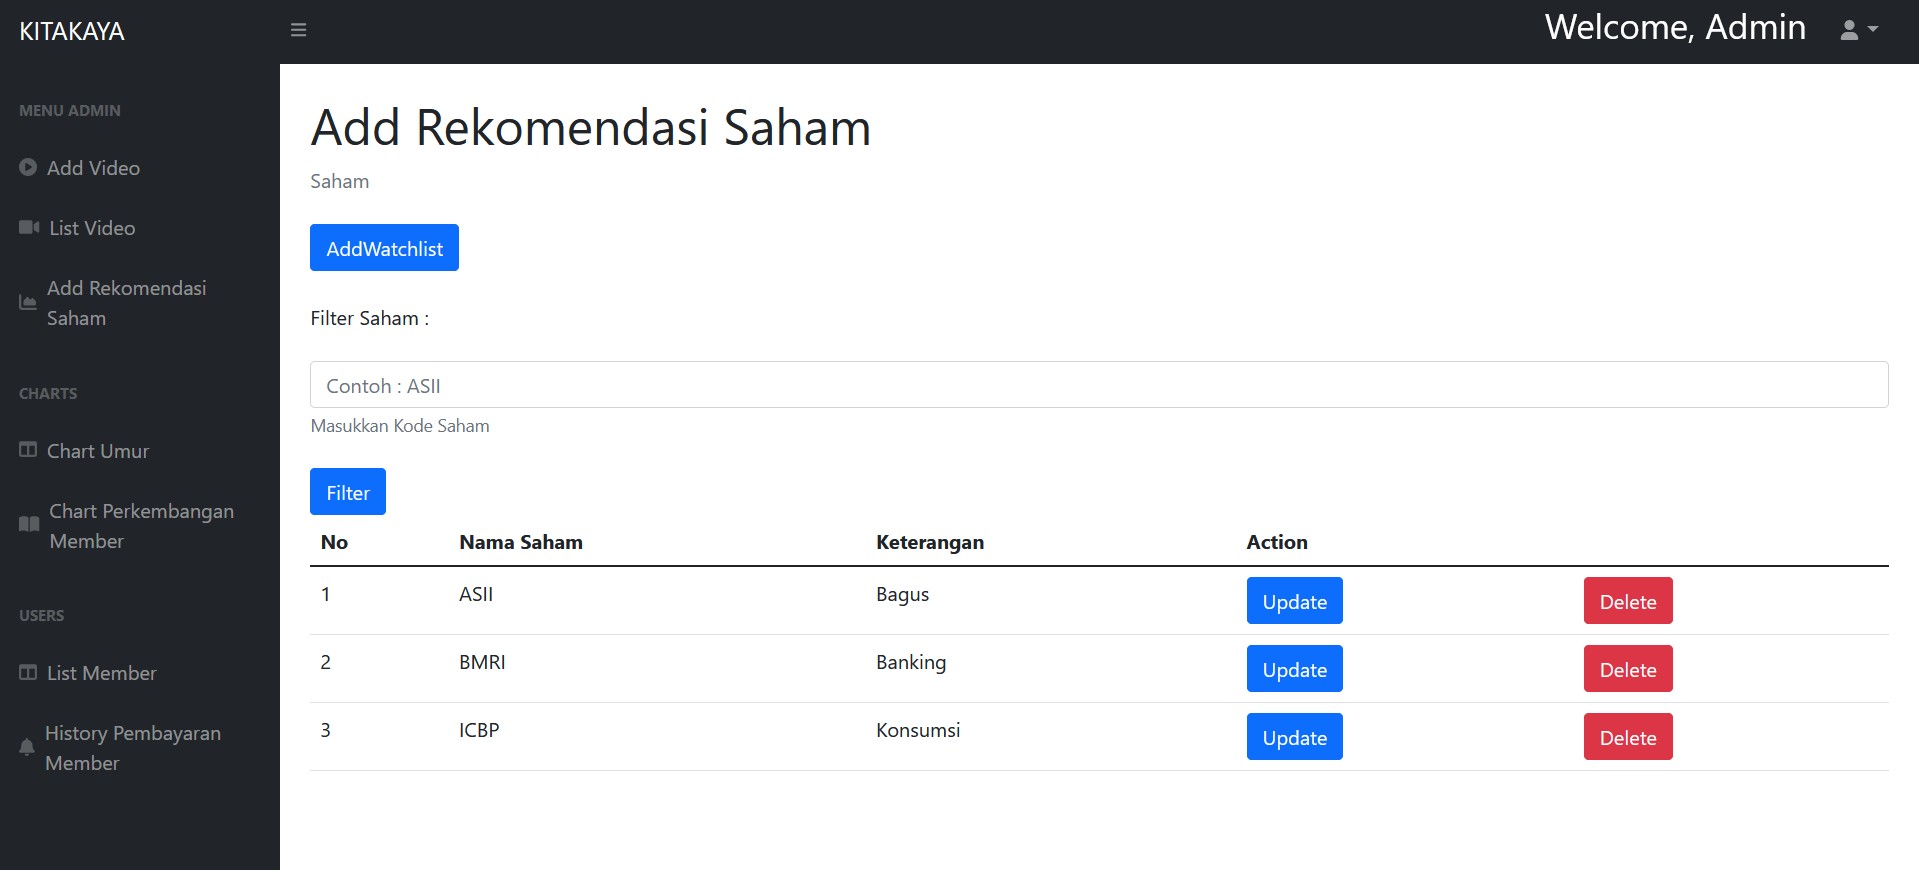 KITAKAYA
Welcome, Admin
MENU ADMIN
Add Video
List Video
Add Rekomendasi
Saham
CHARTS
Chart Umur
Chart Perkembangan
Member
USERS
List Member
History Pembayaran
Member
Add Rekomendasi Saham
Saham
AddWatchlist
Filter Saham :
Contoh : ASII
Masukkan Kode Saham
Filter
No Nama Saham Keterangan Action
1 ASII Bagus Update Delete
2 BMRI Banking Update Delete
3 ICBP Konsumsi Update Delete